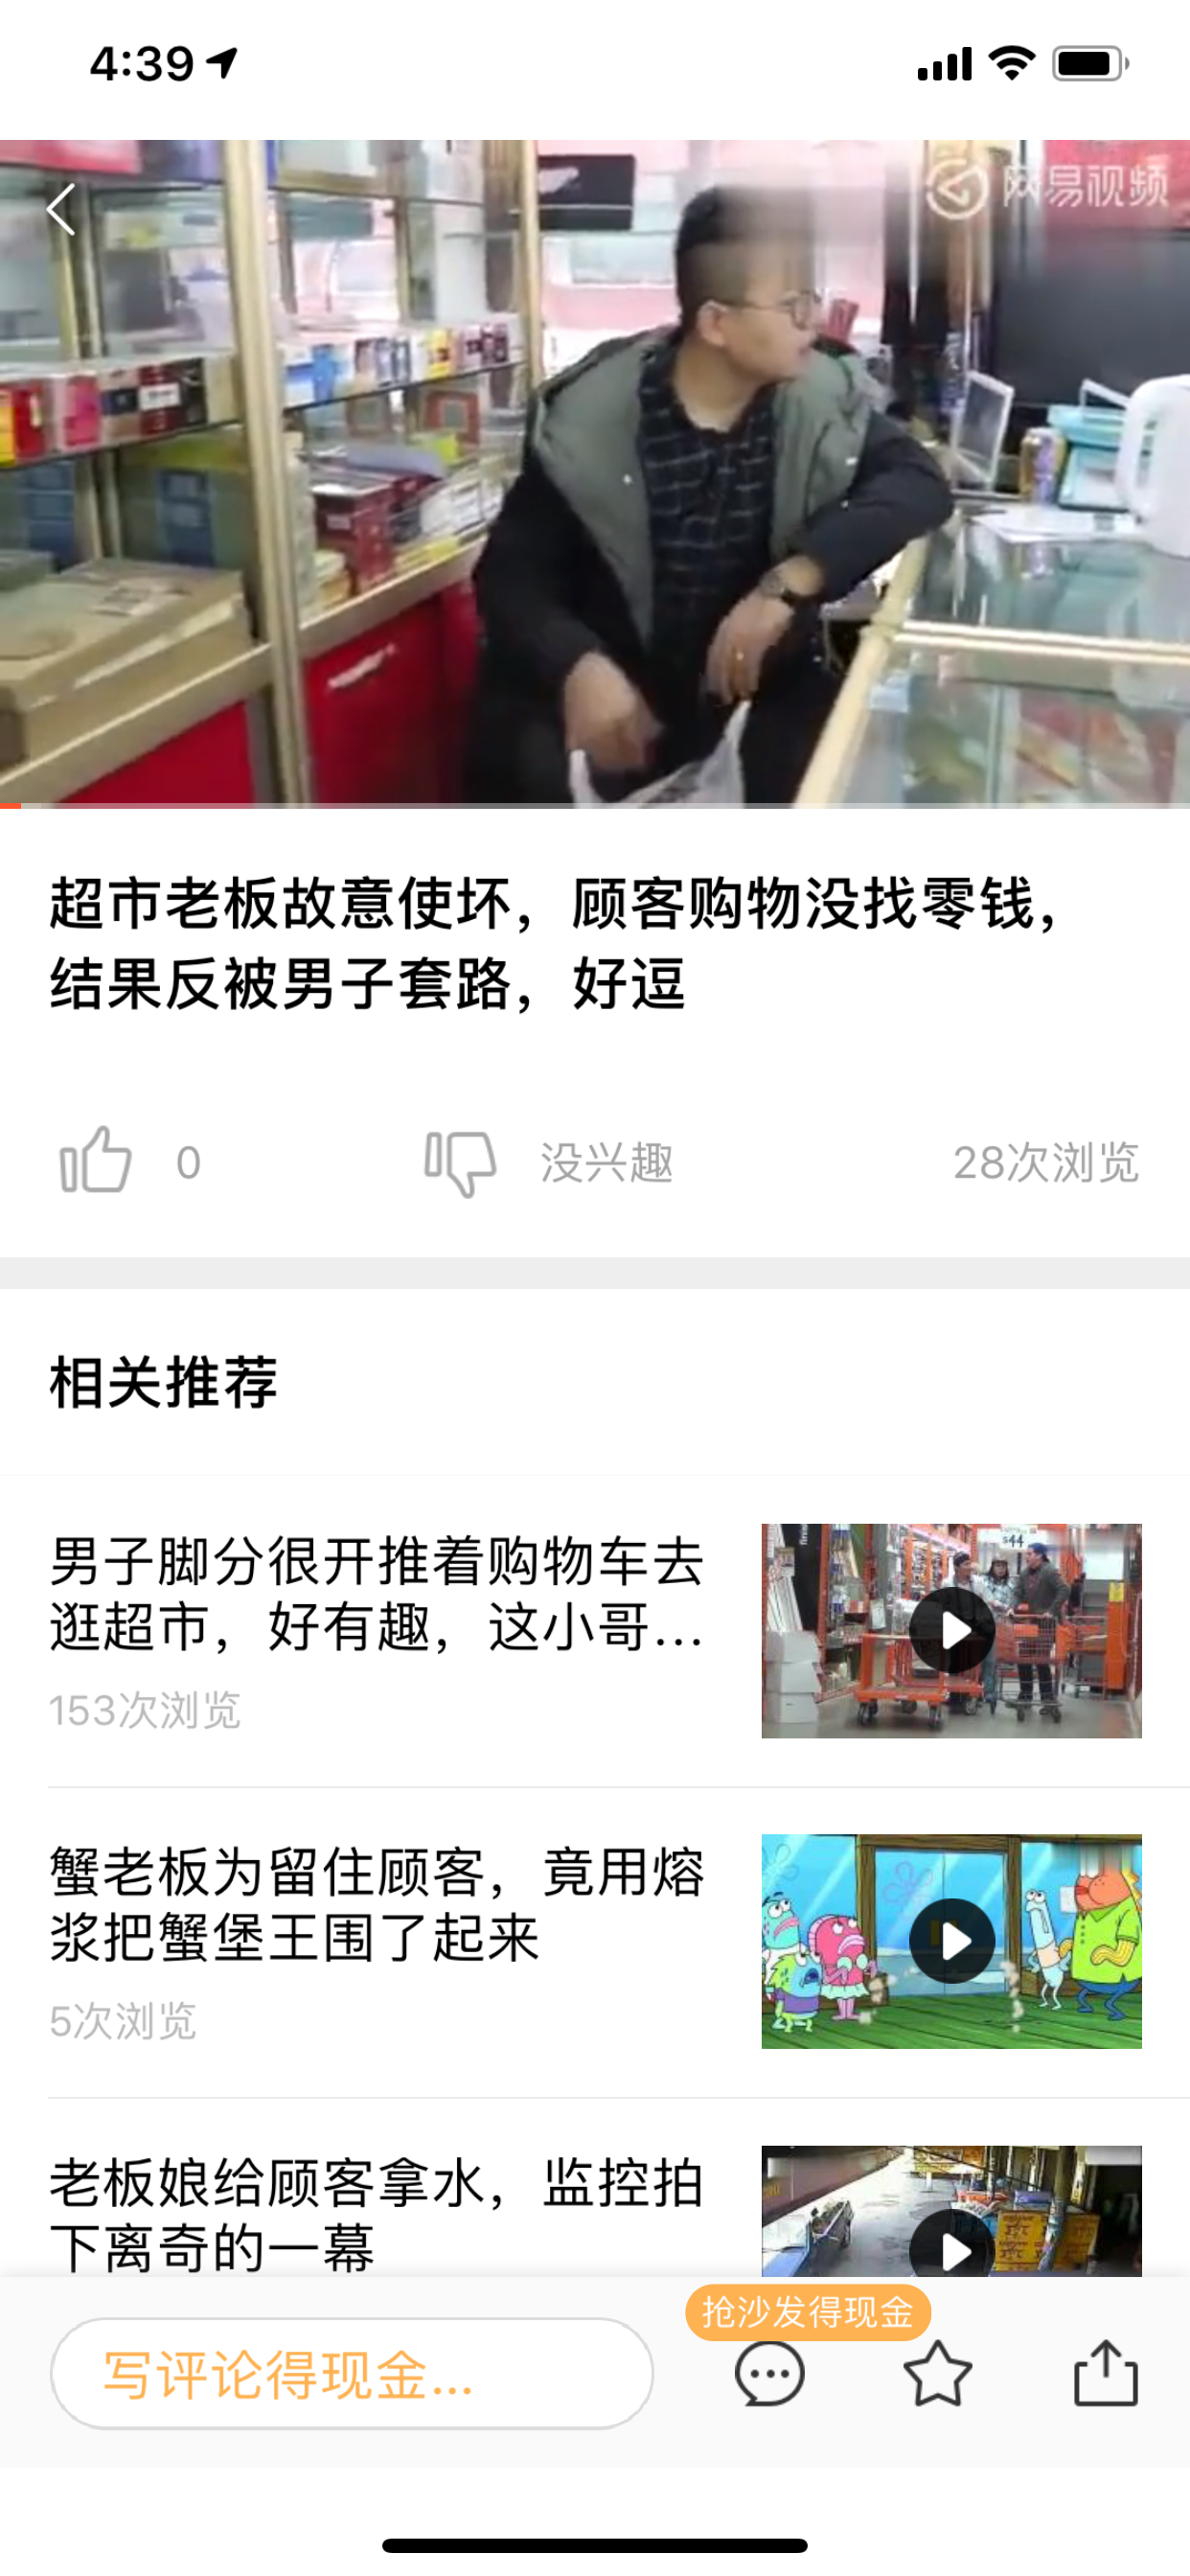 4:39
网易视频
超市老板故意使坏，顾客购物没找零钱，
结果反被男子套路，好逗
0
没兴趣
28次浏览
相关推荐
男子脚分很开推着购物车去
逛超市，好有趣，这小哥...
153次浏览
$44
蟹老板为留住顾客，竟用熔
浆把蟹堡王围了起来
5次浏览
老板娘给顾客拿水，监控拍
下离奇的一幕
抢沙发得现金
写评论得现金...